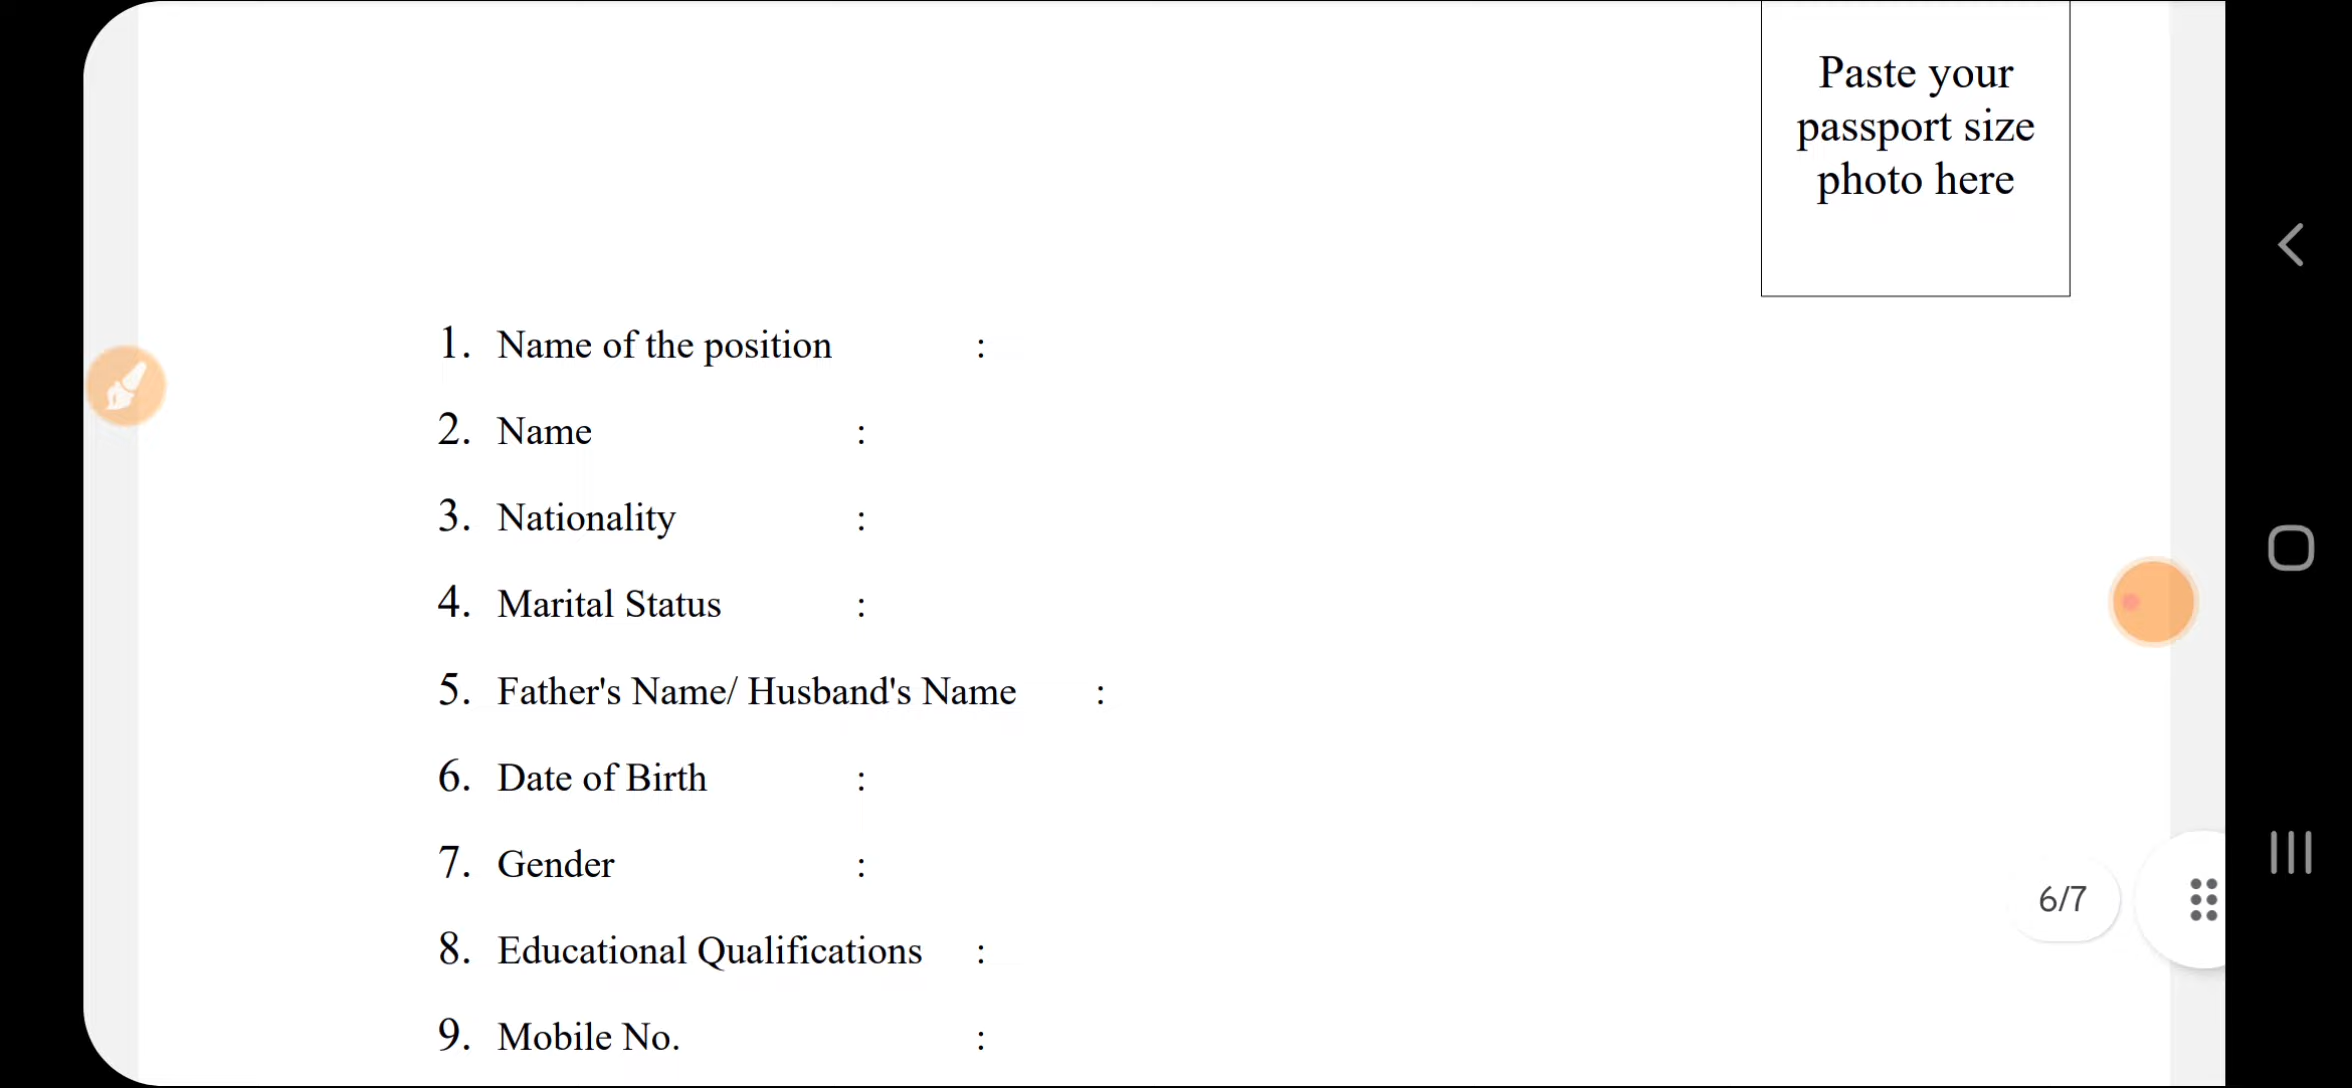 Paste your
passport size
photo here
1. Name of the position :
2. Name :
3. Nationality :
4. Marital Status :
5. Father's Name/ Husband's Name :
6. Date of Birth :
7. Gender :
8. Educational Qualifications :
9. Mobile No. :
6/7